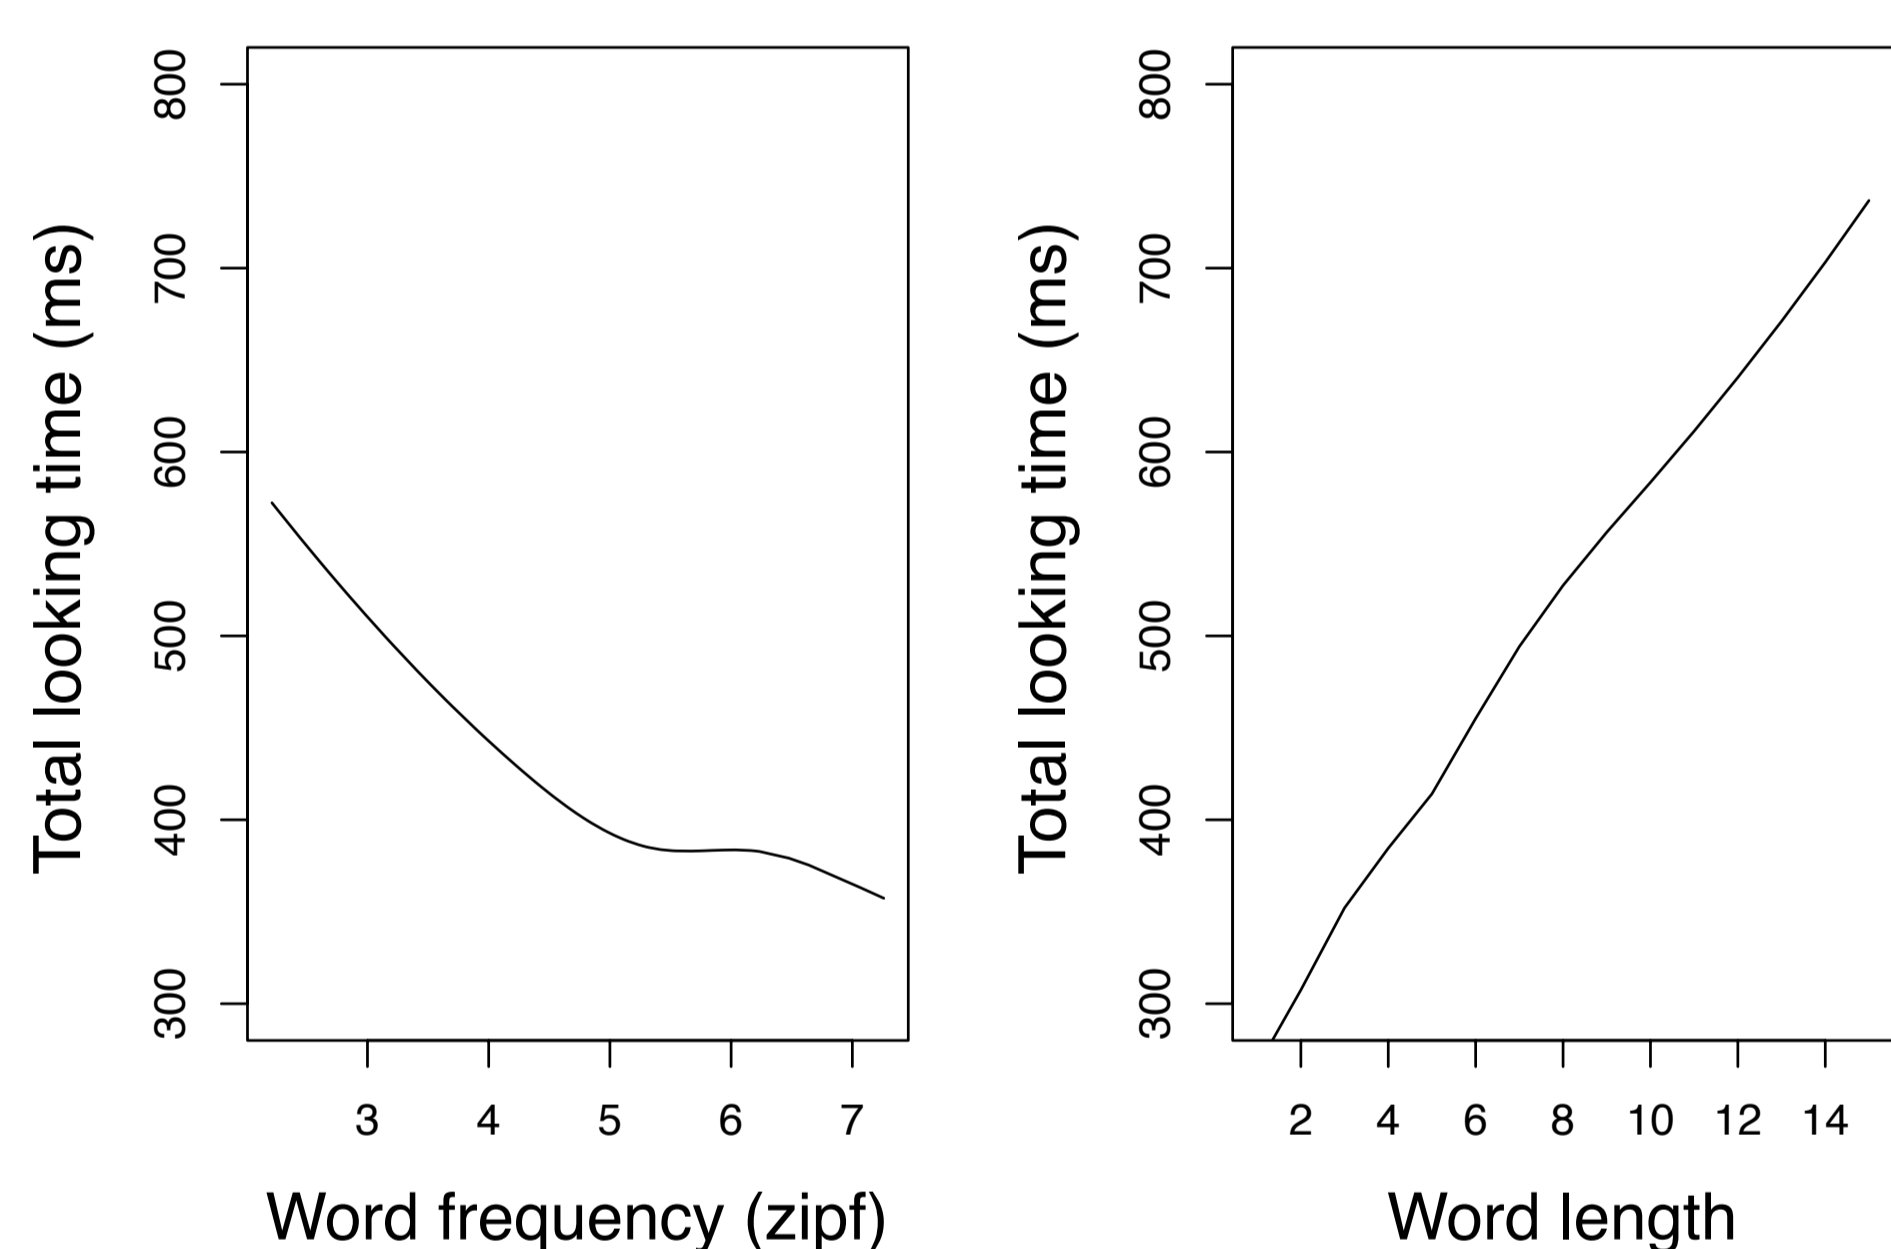 Total looking time (ms)
800
700
600
500
400
300
3 4 5 6 7
Word frequency (zipf)
Total looking time (ms)
800
700
600
500
400
300
2 4 6 8 10 12 14
Word length